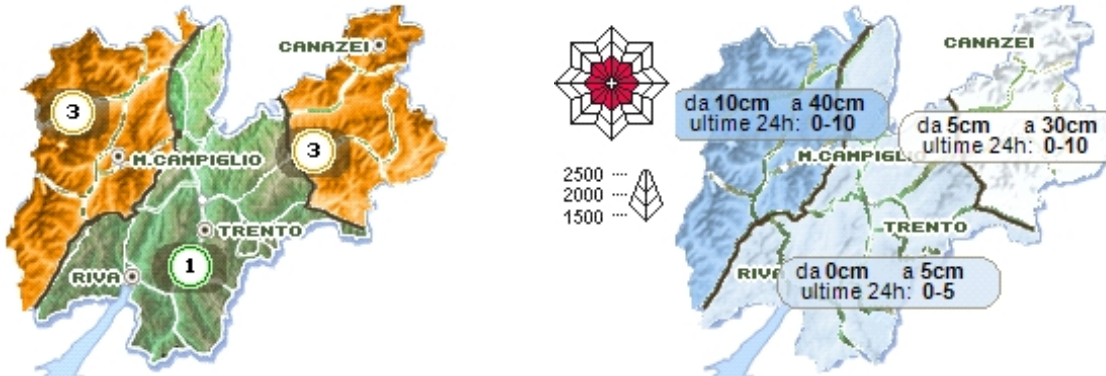 CANAZEI
3
M.CAMPIGLIO
3
TRENTO
RIVA
1
CANAZEI
da 10cm a 40cm
ultime 24h: 0-10
da 5cm a 30cm
ultime 24h: 0-10
M.CAMPIGLIO
2500
2000
1500
TRENTO
RIVA
da 0cm a 5cm
ultime 24h: 0-5